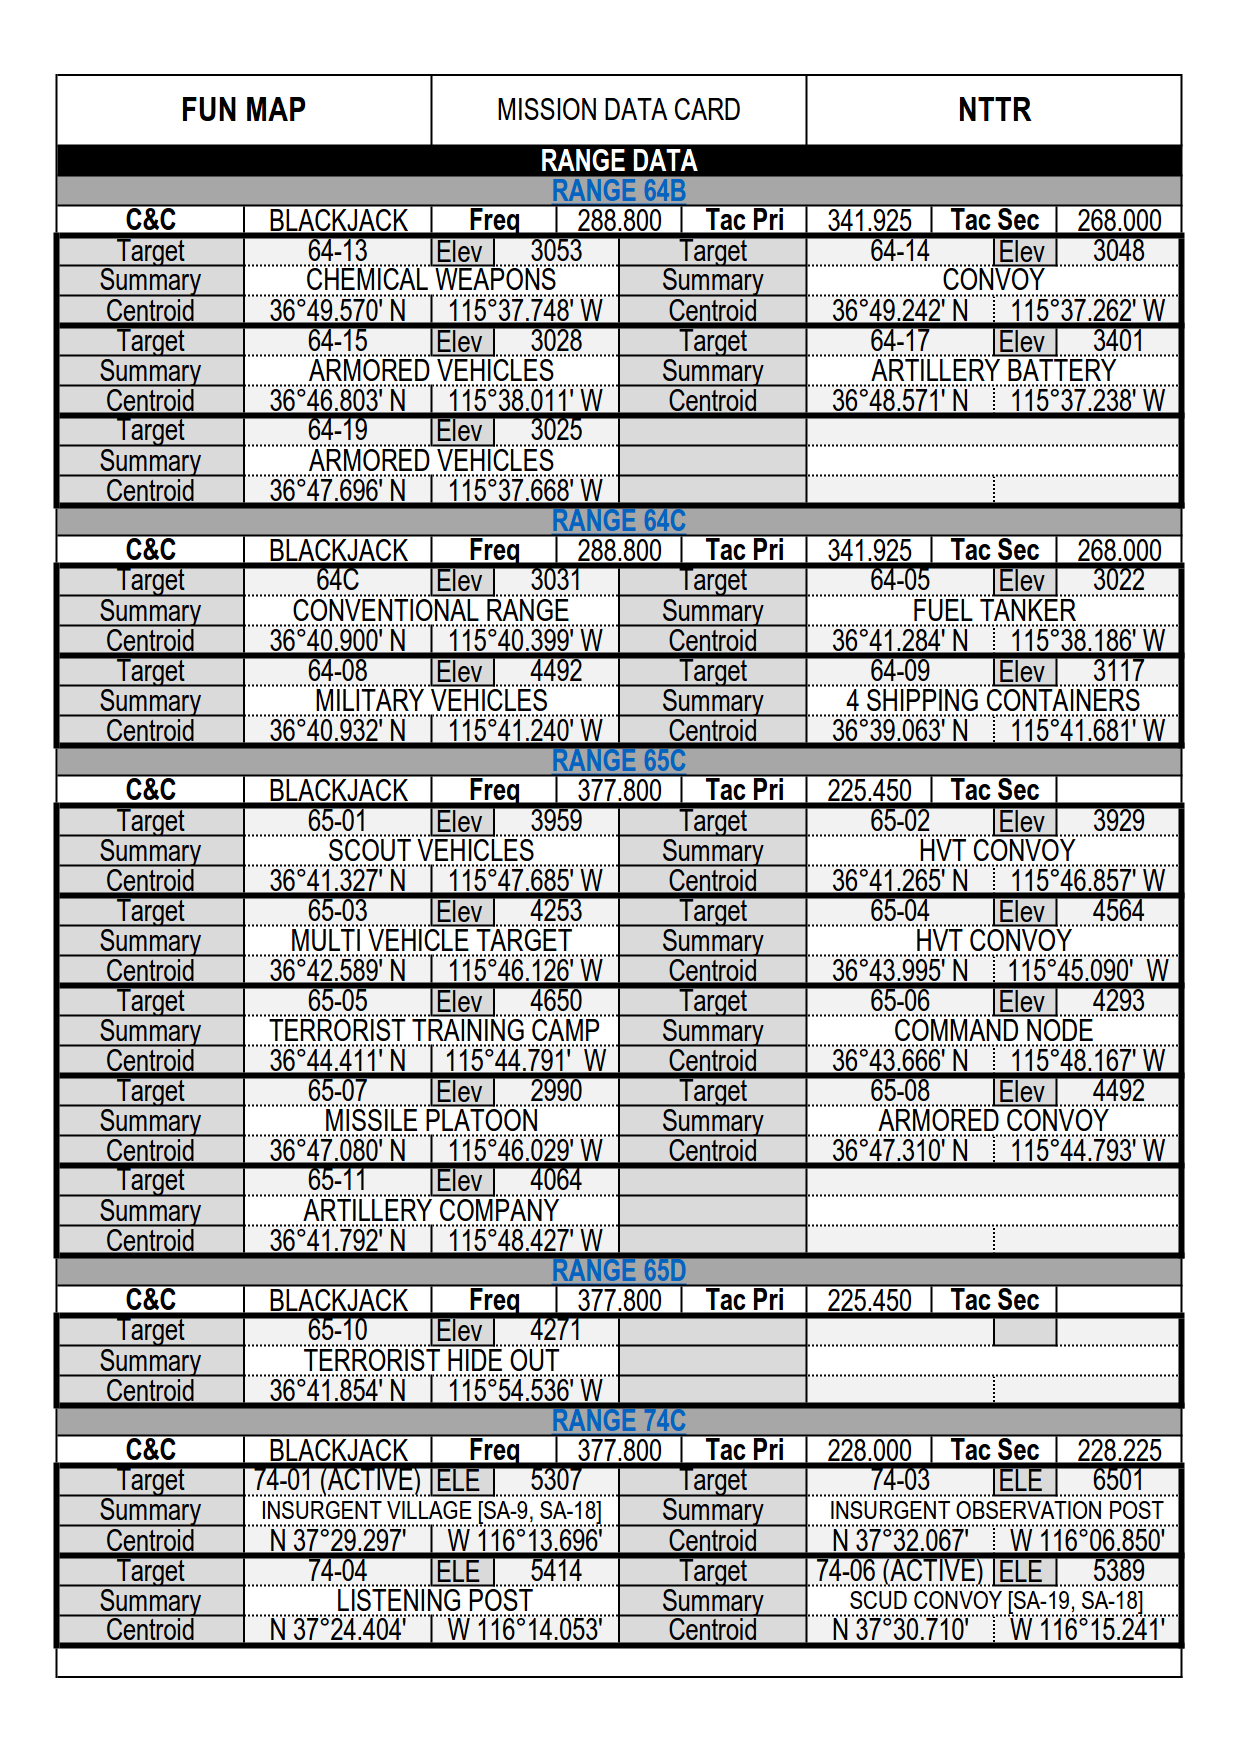 FUN MAP MISSION DATA CARD NTTR
RANGE DATA
RANGE 64B
C&C BLACKJACK Freq 288.800 Tac Pri 341.925 Tac Sec 268.000
Target 64-13 Elev 3053 Target 64-14 Elev 3048
Summary CHEMICAL WEAPONS Summary CONVOY
Centroid 36°49.570' N 115°37.748' W Centroid 36°49.242' N 115°37.262' W
Target 64-15 Elev 3028 Target 64-17 Elev 3401
Summary ARMORED VEHICLES Summary ARTILLERY BATTERY
Centroid 36°46.803' N 115°38.011' W Centroid 36°48.571' N 115°37.238' W
Target 64-19 Elev 3025
Summary ARMORED VEHICLES
Centroid 36°47.696' N 115°37.668' W
RANGE 64C
C&C BLACKJACK Freq 288.800 Tac Pri 341.925 Tac Sec 268.000
Target 64C Elev 3031 Target 64-05 Elev 3022
Summary CONVENTIONAL RANGE Summary FUEL TANKER
Centroid 36°40.900' N 115°40.399' W Centroid 36°41.284' N 115°38.186' W
Target 64-08 Elev 4492 Target 64-09 Elev 3117
Summary MILITARY VEHICLES Summary 4 SHIPPING CONTAINERS
Centroid 36°40.932' N 115°41.240' W Centroid 36°39.063' N 115°41.681' W
RANGE 65C
C&C BLACKJACK Freq 377.800 Tac Pri 225.450 Tac Sec
Target 65-01 Elev 3959 Target 65-02 Elev 3929
Summary SCOUT VEHICLES Summary HVT CONVOY
Centroid 36°41.327' N 115°47.685' W Centroid 36°41.265' N 115°46.857' W
Target 65-03 Elev 4253 Target 65-04 Elev 4564
Summary MULTI VEHICLE TARGET Summary HVT CONVOY
Centroid 36°42.589' N 115°46.126' W Centroid 36°43.995' N 115°45.090' W
Target 65-05 Elev 4650 Target 65-06 Elev 4293
Summary TERRORIST TRAINING CAMP Summary COMMAND NODE
Centroid 36°44.411' N 115°44.791' W Centroid 36°43.666' N 115°48.167' W
Target 65-07 Elev 2990 Target 65-08 Elev 4492
Summary MISSILE PLATOON Summary ARMORED CONVOY
Centroid 36°47.080' N 115°46.029' W Centroid 36°47.310' N 115°44.793' W
Target 65-11 Elev 4064
Summary ARTILLERY COMPANY
Centroid 36°41.792' N 115°48.427' W
RANGE 65D
C&C BLACKJACK Freq 377.800 Tac Pri 225.450 Tac Sec
Target 65-10 Elev 4271
Summary TERRORIST HIDE OUT
Centroid 36°41.854' N 115°54.536' W
RANGE 74C
C&C BLACKJACK Freq 377.800 Tac Pri 228.000 Tac Sec 228.225
Target 74-01 (ACTIVE) ELE 5307 Target 74-03 ELE 6501
Summary INSURGENT VILLAGE [SA-9, SA-18] Summary INSURGENT OBSERVATION POST
Centroid N 37°29.297' W 116°13.696' Centroid N 37°32.067' W 116°06.850'
Target 74-04 ELE 5414 Target 74-06 (ACTIVE) ELE 5389
Summary LISTENING POST Summary SCUD CONVOY [SA-19, SA-18]
Centroid N 37°24.404' W 116°14.053' Centroid N 37°30.710' W 116°15.241'